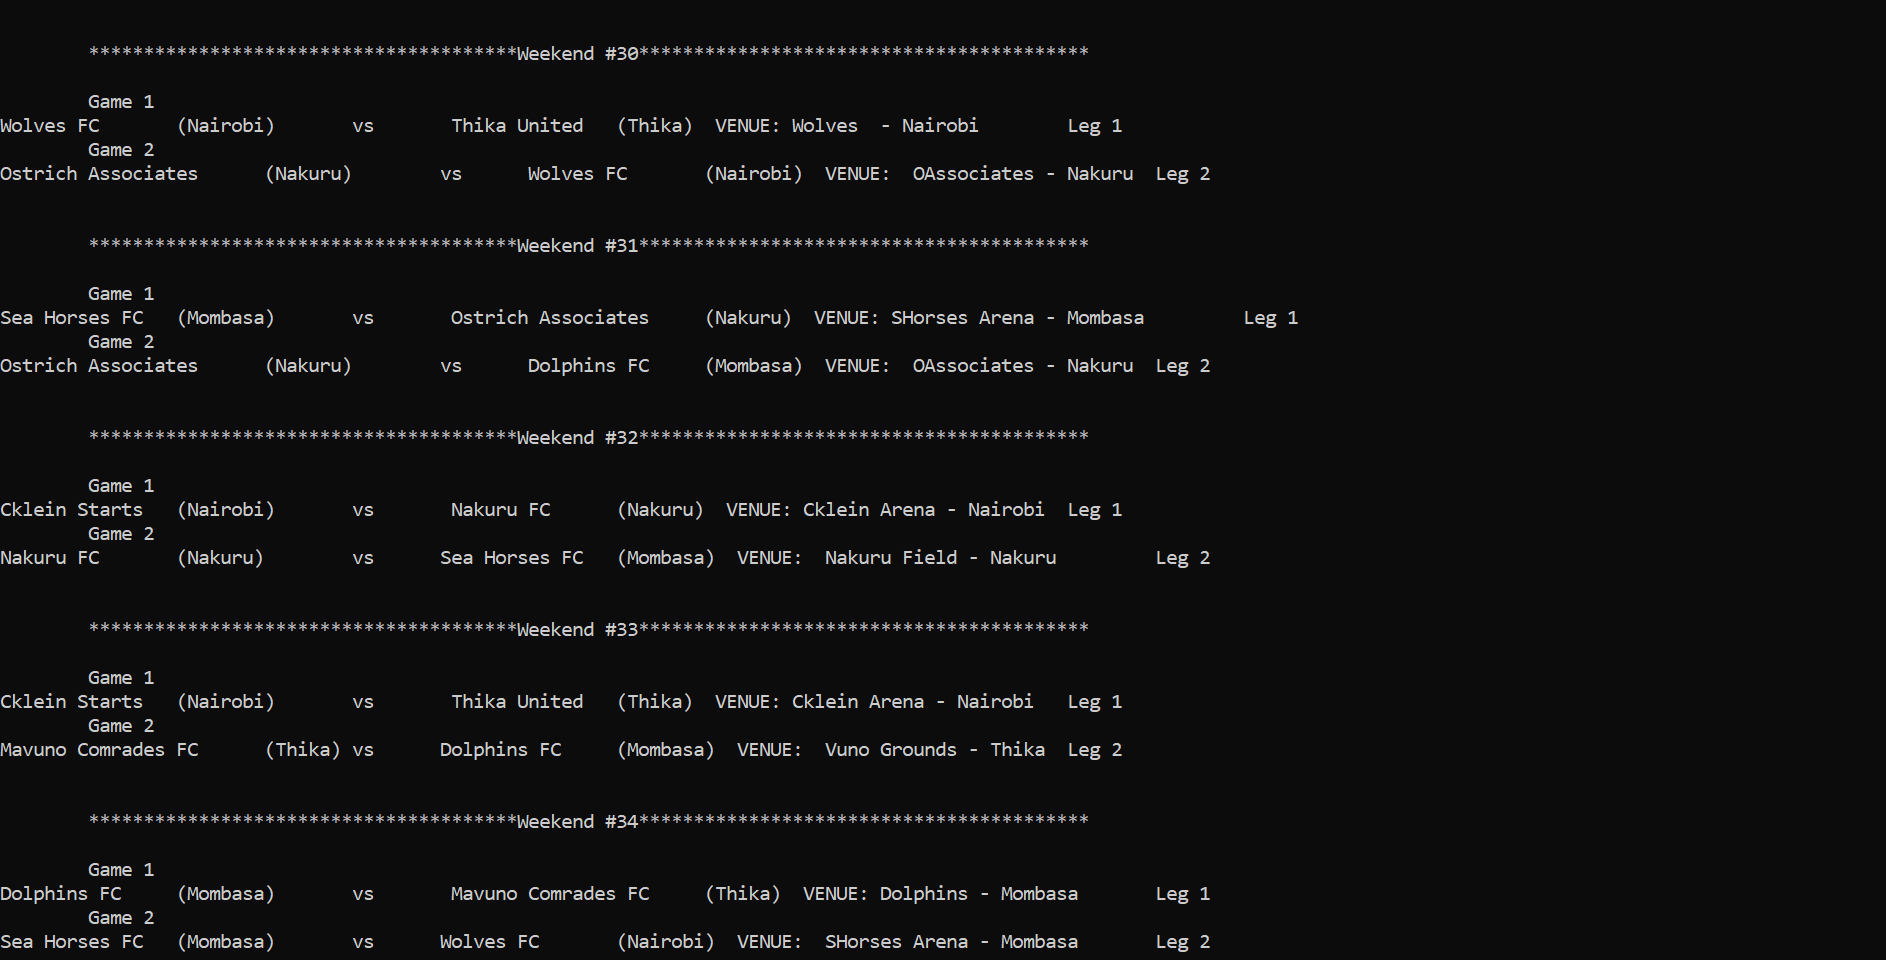 ***************************************Weekend #30*****************************************
Game 1
Wolves FC (Nairobi) vs Thika United (Thika) VENUE: Wolves - Nairobi Leg 1
Game 2
Ostrich Associates (Nakuru) vs Wolves FC (Nairobi) VENUE: OAssociates - Nakuru Leg 2
***************************************Weekend #31*****************************************
Game 1
Sea Horses FC (Mombasa) vs Ostrich Associates (Nakuru) VENUE: SHorses Arena - Mombasa Leg 1
Game 2
Ostrich Associates (Nakuru) vs Dolphins FC (Mombasa) VENUE: OAssociates - Nakuru Leg 2
***************************************Weekend #32*****************************************
Game 1
Cklein Starts (Nairobi) vs Nakuru FC (Nakuru) VENUE: Cklein Arena - Nairobi Leg 1
Game 2
Nakuru FC (Nakuru) vs Sea Horses FC (Mombasa) VENUE: Nakuru Field - Nakuru Leg 2
***************************************Weekend #33*****************************************
Game 1
Cklein Starts (Nairobi) vs Thika United (Thika) VENUE: Cklein Arena - Nairobi Leg 1
Game 2
Mavuno Comrades FC (Thika) vs Dolphins FC (Mombasa) VENUE: Vuno Grounds - Thika Leg 2
***************************************Weekend #34*****************************************
Game 1
Dolphins FC (Mombasa) vs Mavuno Comrades FC (Thika) VENUE: Dolphins - Mombasa Leg 1
Game 2
Sea Horses FC (Mombasa) vs Wolves FC (Nairobi) VENUE: SHorses Arena - Mombasa Leg 2